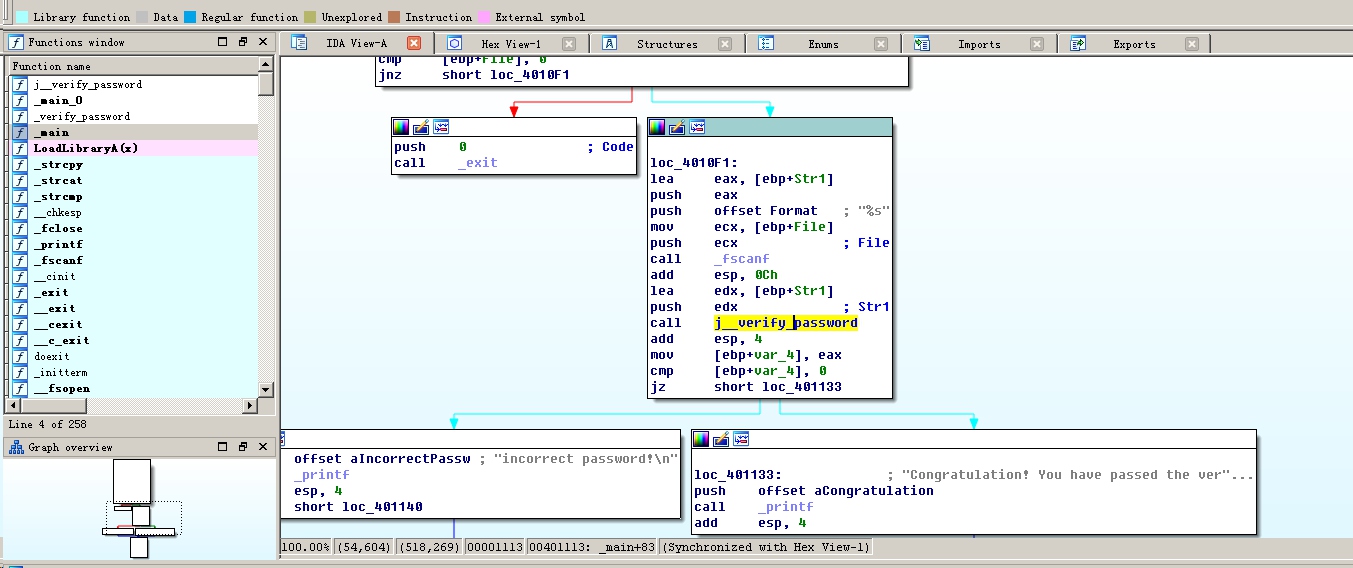 Library function Data Regular function Unexplored Instruction External symbol
Functions window
IDA View-A Hex View-1 Structures Enums Imports Exports
Function name
j__verify_password
_main_0
_verify_password
_main
LoadLibraryA(x)
_strcpy
_strcat
_strcmp
__chkesp
_fclose
_printf
_fscanf
__cinit
_exit
__exit
__cexit
__c_exit
doexit
_initterm
__fsopen
Line 4 of 258
Graph overview
cmp [ebp+File], 0
jnz short loc_4010F1
push 0 ; Code
call _exit
loc_4010F1:
lea eax, [ebp+Str1]
push eax
push offset Format ; "%s"
mov ecx, [ebp+File]
push ecx ; File
call _fscanf
add esp, 0Ch
lea edx, [ebp+Str1]
push edx ; Str1
call j__verify_password
add esp, 4
mov [ebp+var_4], eax
cmp [ebp+var_4], 0
jz short loc_401133
offset aIncorrectPassw ; "incorrect password!\n"
_printf
esp, 4
short loc_401140
loc_401133: ; "Congratulation! You have passed the ver"...
push offset aCongratulation
call _printf
add esp, 4
100.00% (54,604) (518,269) 00001113 00401113: _main+83 (Synchronized with Hex View-1)